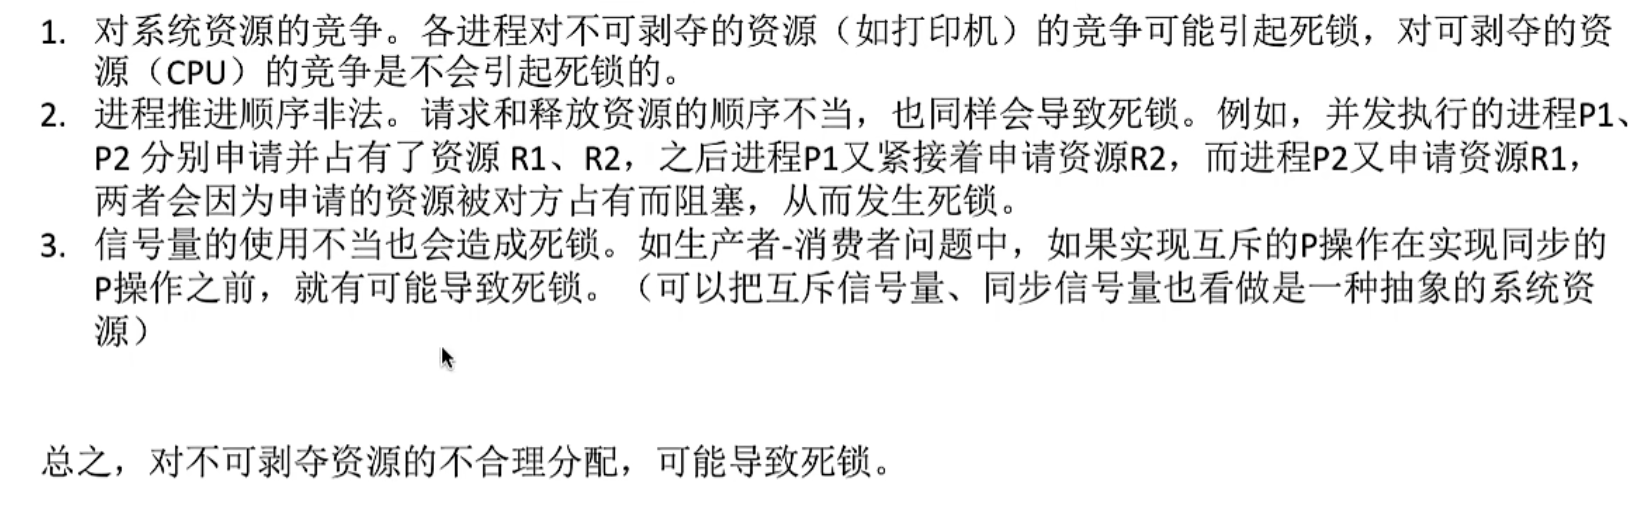 1. 对系统资源的竞争。各进程对不可剥夺的资源（如打印机）的竞争可能引起死锁，对可剥夺的资
源（CPU）的竞争是不会引起死锁的。
2. 进程推进顺序非法。请求和释放资源的顺序不当，也同样会导致死锁。例如，并发执行的进程P1、
P2 分别申请并占有了资源 R1、R2，之后进程P1又紧接着申请资源R2，而进程P2又申请资源R1，
两者会因为申请的资源被对方占有而阻塞，从而发生死锁。
3. 信号量的使用不当也会造成死锁。如生产者-消费者问题中，如果实现互斥的P操作在实现同步的
P操作之前，就有可能导致死锁。（可以把互斥信号量、同步信号量也看做是一种抽象的系统资
源）
总之，对不可剥夺资源的不合理分配，可能导致死锁。